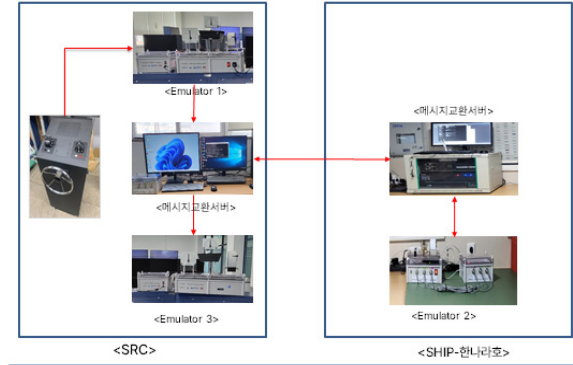 <Emulator 1>
<메시지교환서버>
<메시지교환서버>
<Emulator 3>
<Emulator 2>
<SRC>
<SHIP-한나라호>